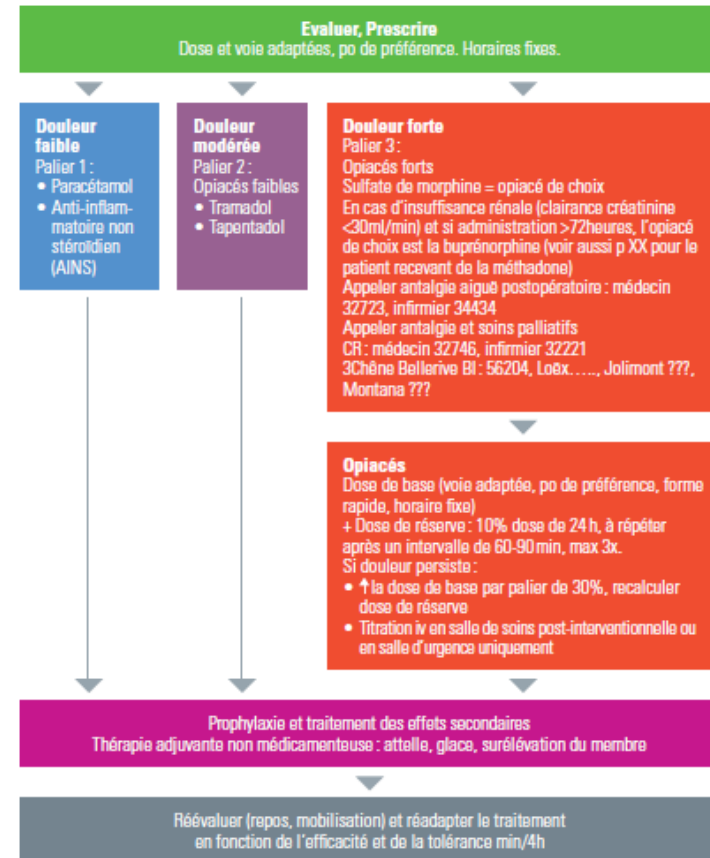 Evaluer, Prescrire
Dose et voie adaptées, po de préférence. Horaires fixes.
Douleur
faible
Palier 1 :
• Paracétamol
• Anti-inflam-
matoire non
stéroïdien
(AINS)
Douleur
modérée
Palier 2 :
Opiacés faibles
• Tramadol
• Tapentadol
Douleur forte
Palier 3 :
Opiacés forts
Sulfate de morphine = opiacé de choix
En cas d'insuffisance rénale (clairance créatinine
<30ml/min) et si administration >72heures, l'opiacé
de choix est la buprénorphine (voir aussi p XX pour le
patient recevant de la méthadone)
Appeler antalgie aiguë postopératoire : médecin
32723, infirmier 34434
Appeler antalgie et soins palliatifs
CR : médecin 32746, infirmier 32221
3Chêne Bellerive BI : 56204, Loëx....., Jolimont ???,
Montana ???
Opiacés
Dose de base (voie adaptée, po de préférence, forme
rapide, horaire fixe)
+ Dose de réserve : 10% dose de 24 h, à répéter
après un intervalle de 60-90 min, max 3x.
Si douleur persiste :
• ↑la dose de base par palier de 30%, recalculer
dose de réserve
• Titration iv en salle de soins post-interventionnelle ou
en salle d'urgence uniquement
Prophylaxie et traitement des effets secondaires
Thérapie adjuvante non médicamenteuse : attelle, glace, surélévation du membre
Réévaluer (repos, mobilisation) et réadapter le traitement
en fonction de l'efficacité et de la tolérance min/4h